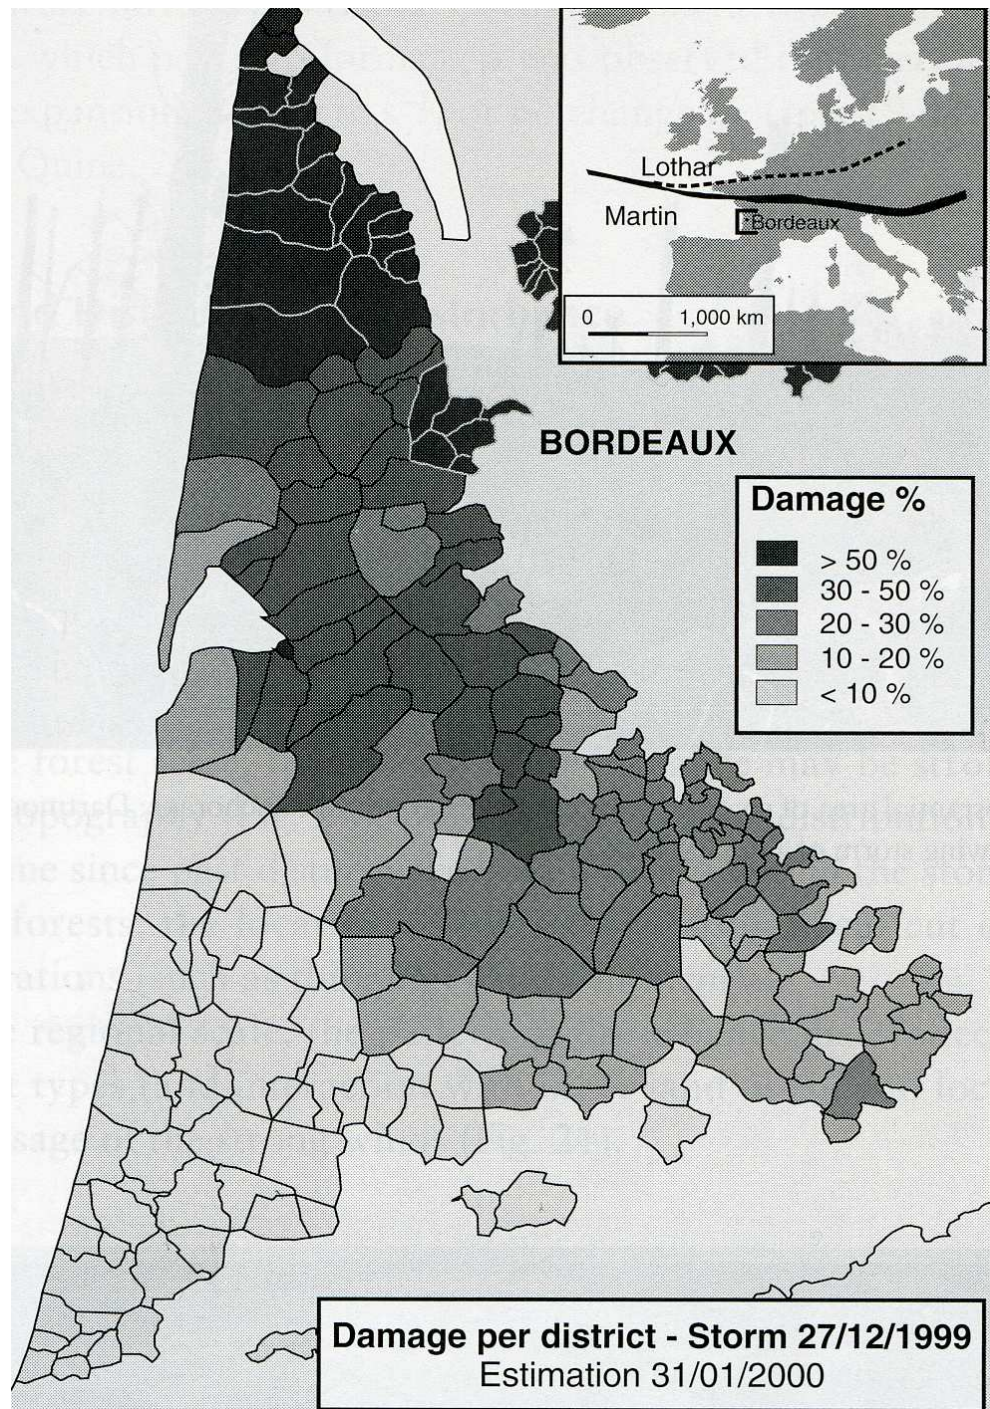 Lothar
Martin
Bordeaux
0 1,000 km
BORDEAUX
Damage %
> 50 %
30 - 50 %
20 - 30 %
10 - 20 %
< 10 %
Damage per district - Storm 27/12/1999
Estimation 31/01/2000